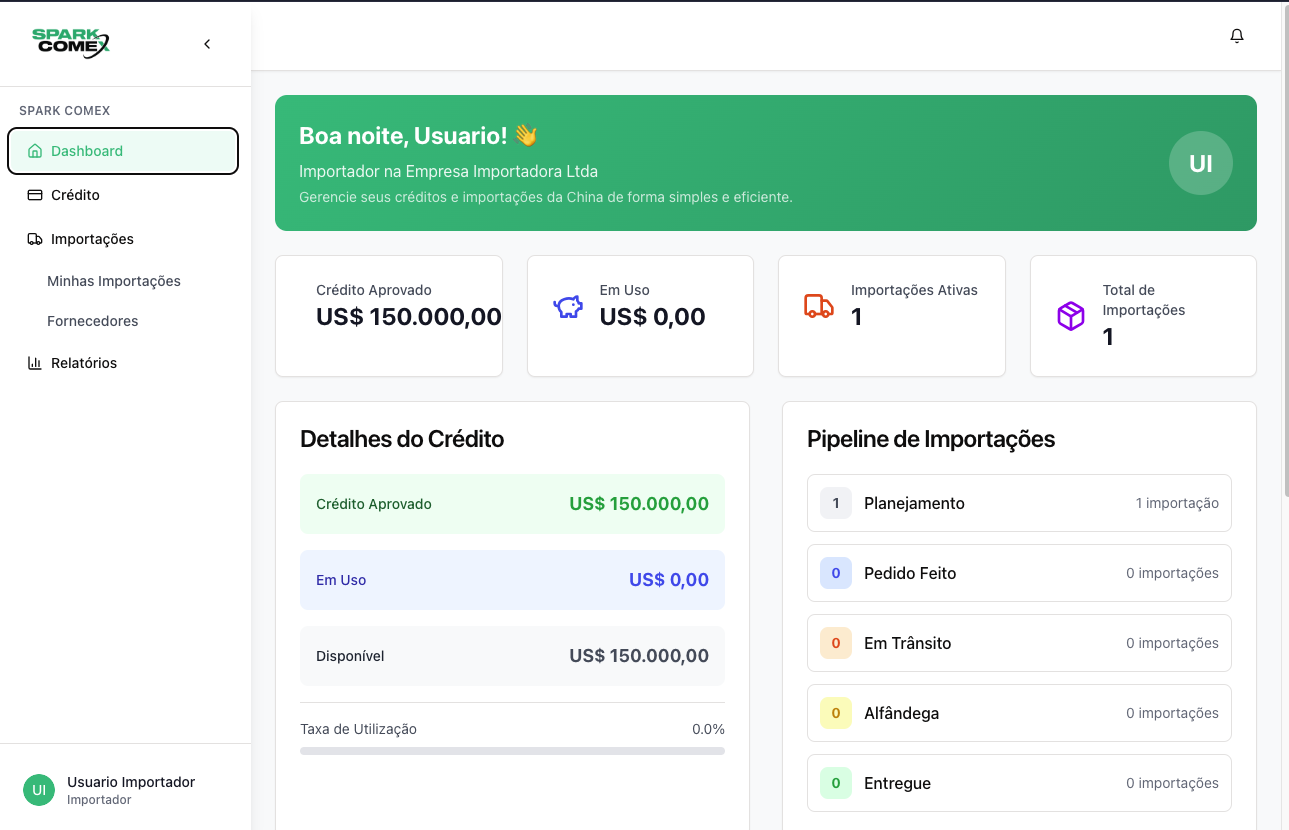 SPARK
COMEX
SPARK COMEX
Dashboard
Crédito
Importações
Minhas Importações
Fornecedores
Relatórios
UI
Usuario Importador
Importador
Boa noite, Usuario! 👋
Importador na Empresa Importadora Ltda
Gerencie seus créditos e importações da China de forma simples e eficiente.
UI
Crédito Aprovado
US$ 150.000,00
Em Uso
US$ 0,00
Importações Ativas
1
Total de
Importações
1
Detalhes do Crédito
Crédito Aprovado US$ 150.000,00
Em Uso US$ 0,00
Disponível US$ 150.000,00
Taxa de Utilização 0.0%
Pipeline de Importações
1 Planejamento 1 importação
0 Pedido Feito 0 importações
0 Em Trânsito 0 importações
0 Alfândega 0 importações
0 Entregue 0 importações